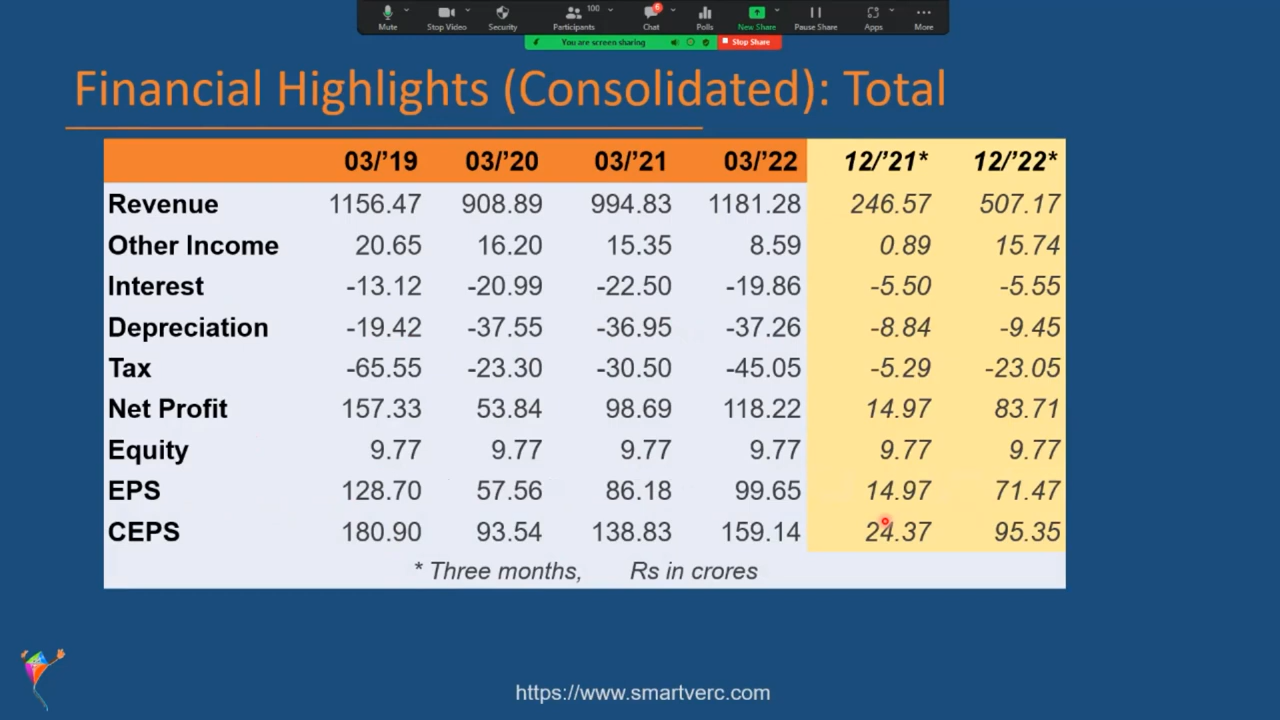 Mute
Stop Video
Security
Participants
100
Chat
6
Polls
New Share
Pause Share
Apps
More
You are screen sharing
Stop Share
Financial Highlights (Consolidated): Total
03/’19 03/’20 03/’21 03/’22 12/’21* 12/’22*
Revenue 1156.47 908.89 994.83 1181.28 246.57 507.17
Other Income 20.65 16.20 15.35 8.59 0.89 15.74
Interest -13.12 -20.99 -22.50 -19.86 -5.50 -5.55
Depreciation -19.42 -37.55 -36.95 -37.26 -8.84 -9.45
Tax -65.55 -23.30 -30.50 -45.05 -5.29 -23.05
Net Profit 157.33 53.84 98.69 118.22 14.97 83.71
Equity 9.77 9.77 9.77 9.77 9.77 9.77
EPS 128.70 57.56 86.18 99.65 14.97 71.47
CEPS 180.90 93.54 138.83 159.14 24.37 95.35
* Three months, Rs in crores
https://www.smartverc.com